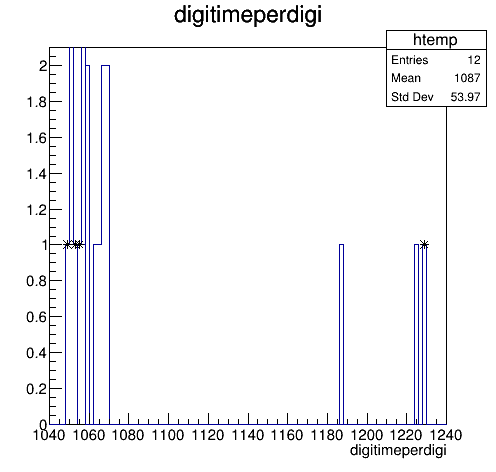 digitimeperdigi
htemp
Entries 12
Mean 1087
Std Dev 53.97
2
1.8
1.6
1.4
1.2
1
0.8
0.6
0.4
0.2
0
1040 1060 1080 1100 1120 1140 1160 1180 1200 1220 1240
digitimeperdigi